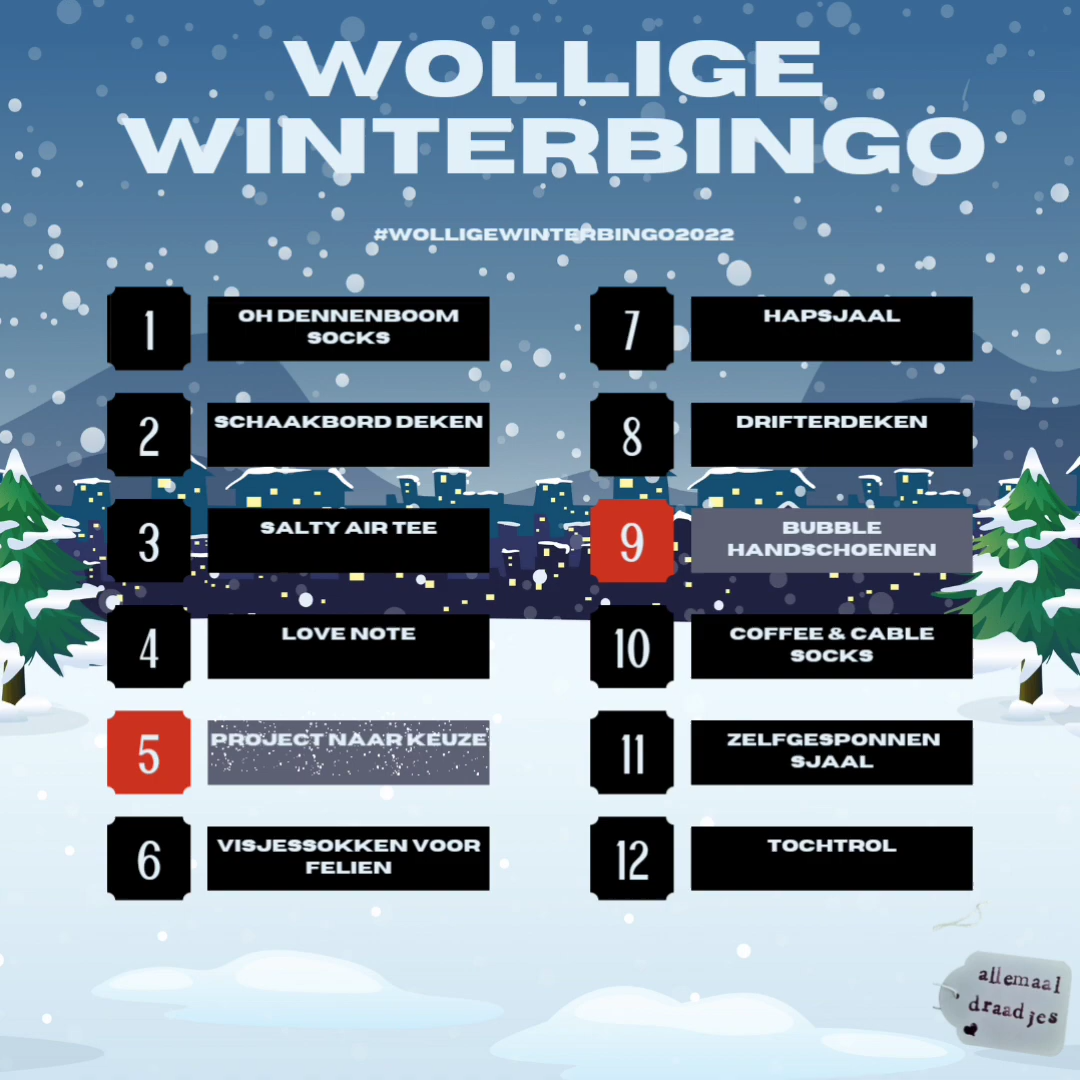 WOLLIGE
WINTERBINGO
#WOLLIGEWINTERBINGO2022
1
OH DENNENBOOM
SOCKS
2
SCHAAKBORD DEKEN
3
SALTY AIR TEE
4
LOVE NOTE
5
PROJECT NAAR KEUZE
6
VISJESSOKKEN VOOR
FELIEN
7
HAPSJAAL
8
DRIFTERDEKEN
9
BUBBLE
HANDSCHOENEN
10
COFFEE & CABLE
SOCKS
11
ZELFGESPONNEN
SJAAL
12
TOCHTROL
allemaal
draadjes